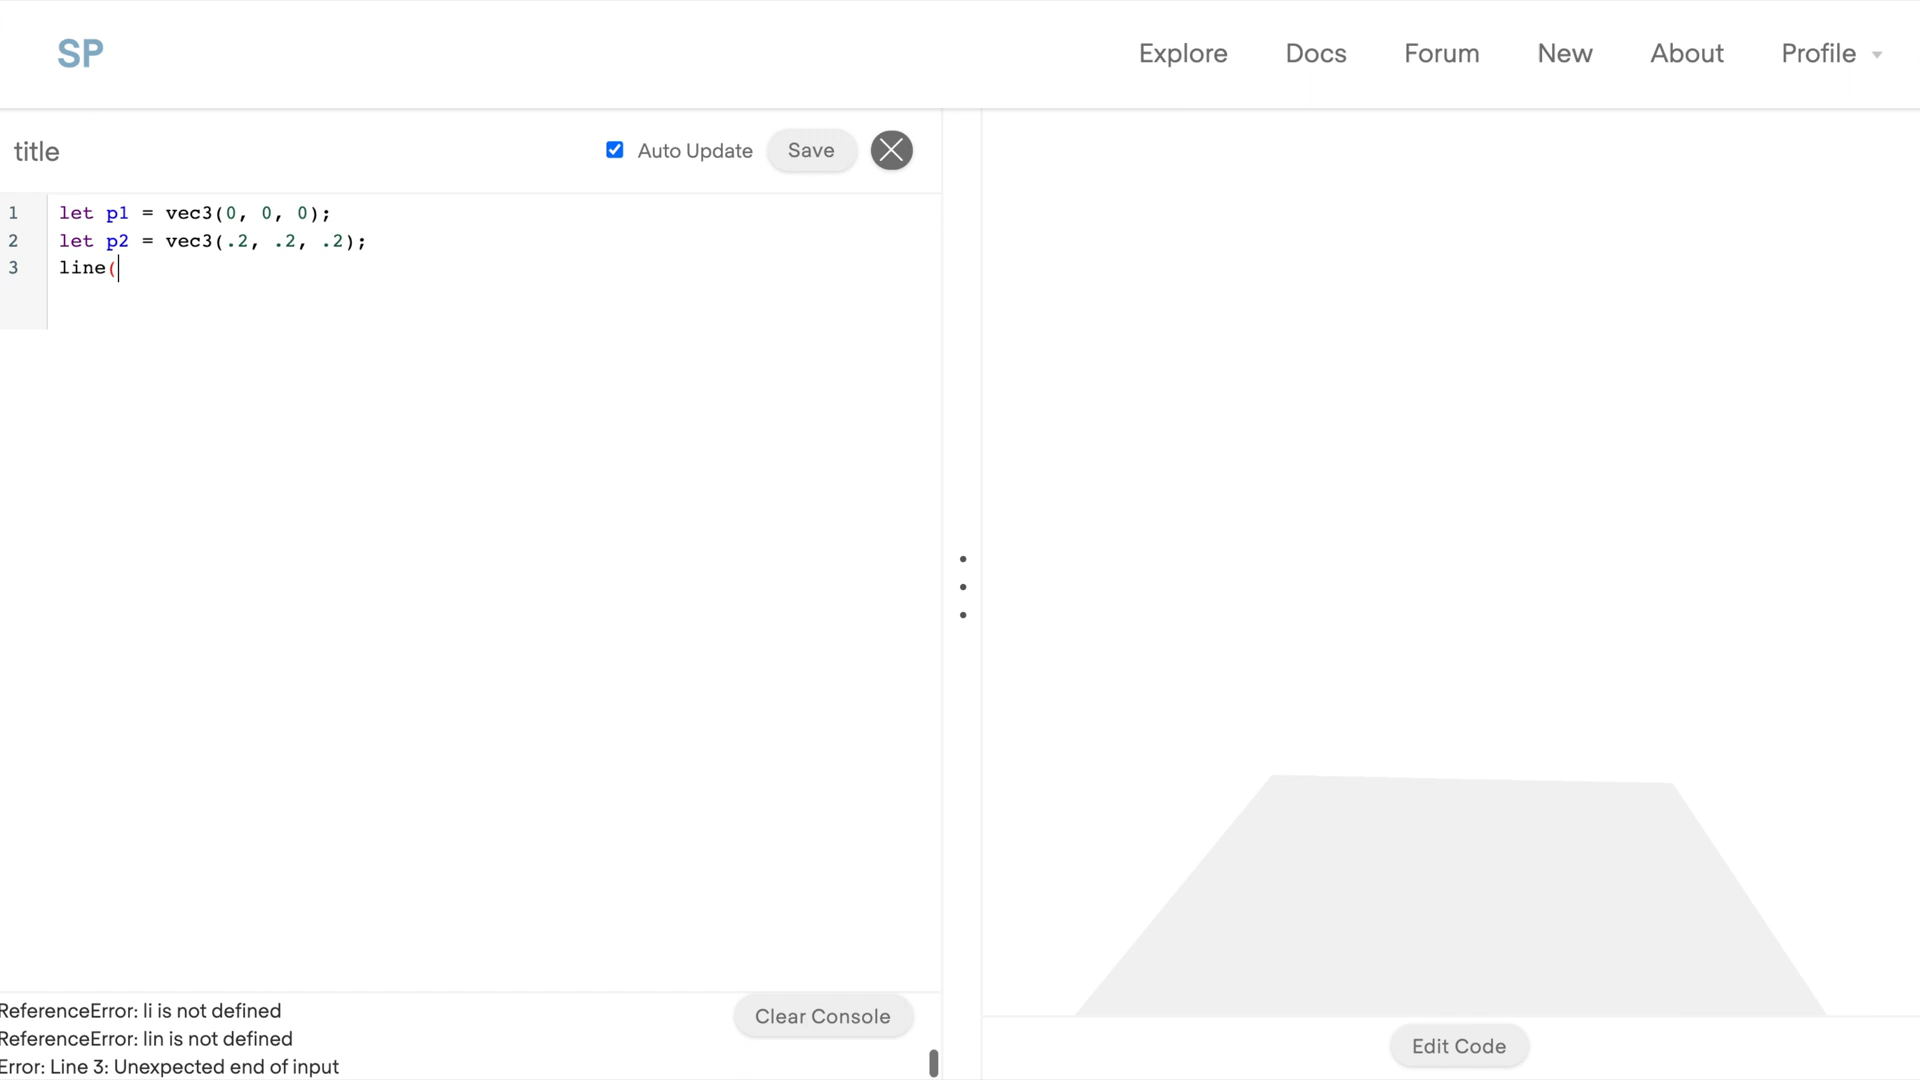 SP
Explore Docs Forum New About Profile
title
Auto Update Save
1 let p1 = vec3(0, 0, 0);
2 let p2 = vec3(.2, .2, .2);
3 line(
ReferenceError: li is not defined
ReferenceError: lin is not defined
Error: Line 3: Unexpected end of input
Clear Console
Edit Code